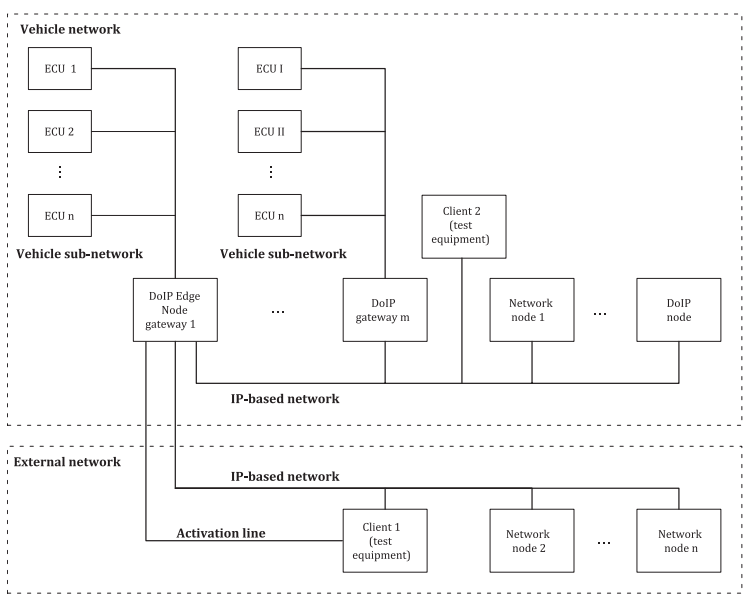 Vehicle network
ECU 1
ECU I
ECU 2
ECU II
⋮
⋮
ECU n
ECU n
Client 2
(test
equipment)
Vehicle sub-network
Vehicle sub-network
DoIP Edge
Node
gateway 1
...
DoIP
gateway m
Network
node 1
...
DoIP
node
IP-based network
External network
IP-based network
Activation line
Client 1
(test
equipment)
Network
node 2
...
Network
node n